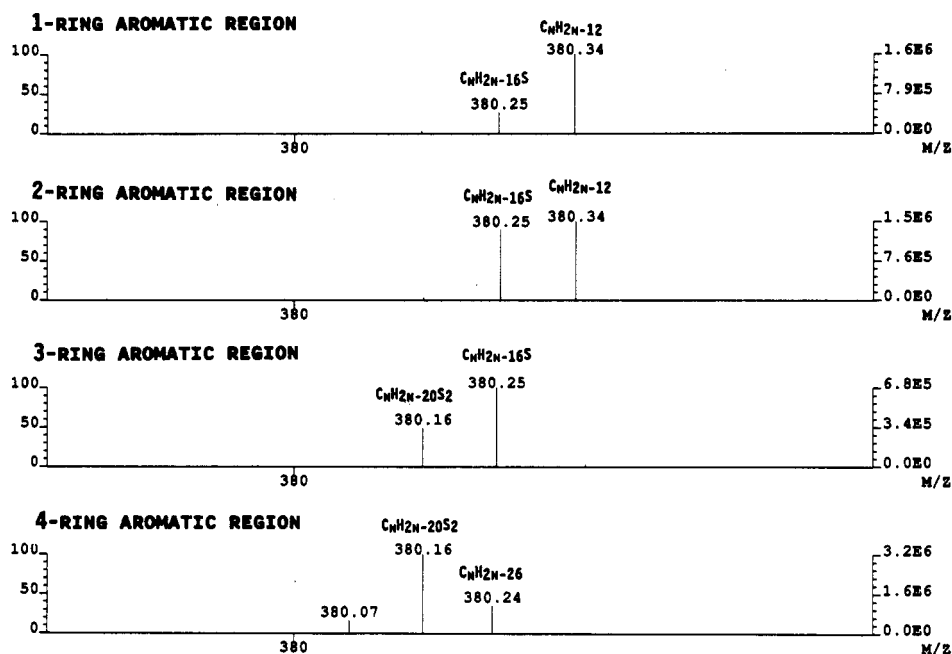 1-RING AROMATIC REGION
CNH2N-12
100
380.34
1.6E6
CNH2N-16S
380.25
50
7.9E5
0
0.0E0
380
M/Z
2-RING AROMATIC REGION
CNH2N-16S
CNH2N-12
100
380.25
380.34
1.5E6
50
7.6E5
0
0.0E0
380
M/Z
3-RING AROMATIC REGION
CNH2N-16S
100
380.25
6.8E5
CNH2N-20S2
380.16
50
3.4E5
0
0.0E0
380
M/Z
4-RING AROMATIC REGION
CNH2N-20S2
100
380.16
3.2E6
CNH2N-26
50
380.07
380.24
1.6E6
0
0.0E0
380
M/Z